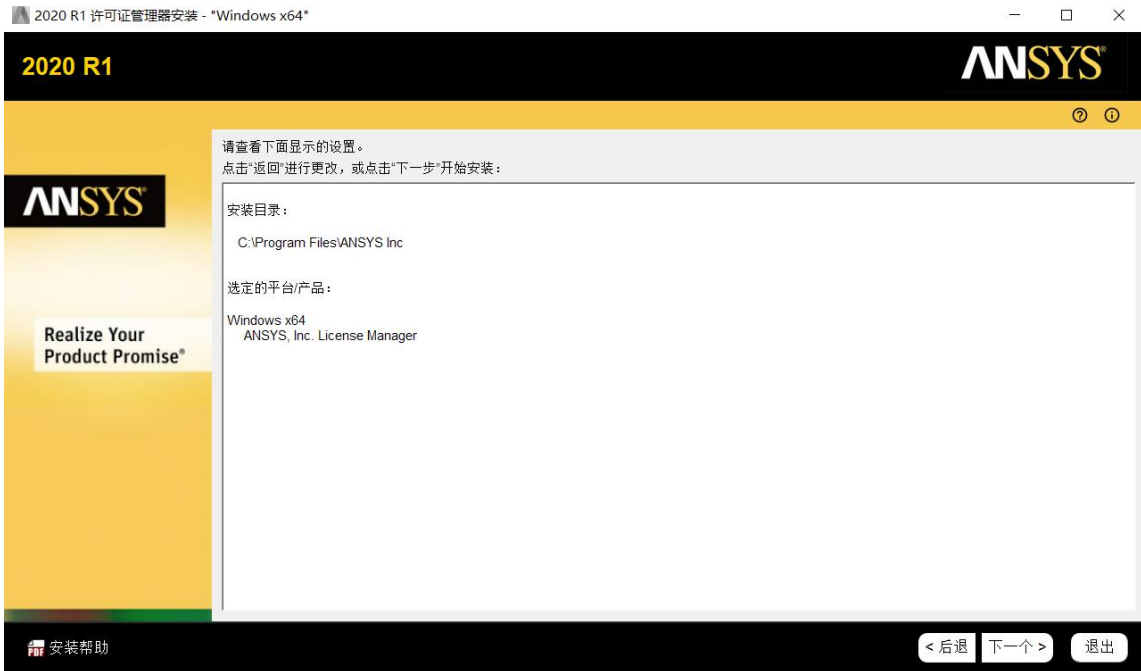 2020 R1 许可证管理器安装 - "Windows x64"
2020 R1
ANSYS®
请查看下面显示的设置。
点击“返回”进行更改，或点击“下一步”开始安装：
ANSYS®
安装目录：
C:\Program Files\ANSYS Inc
选定的平台/产品：
Windows x64
ANSYS, Inc. License Manager
Realize Your
Product Promise®
PDF 安装帮助
< 后退 下一个 > 退出